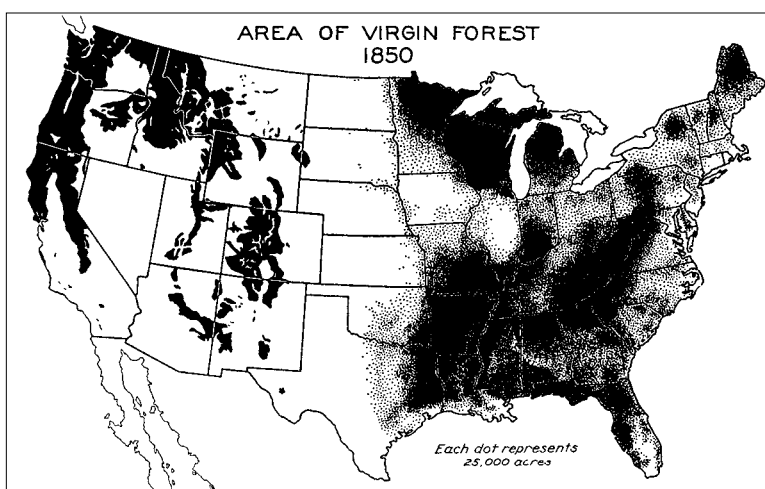 AREA OF VIRGIN FOREST
1850
Each dot represents
25,000 acres